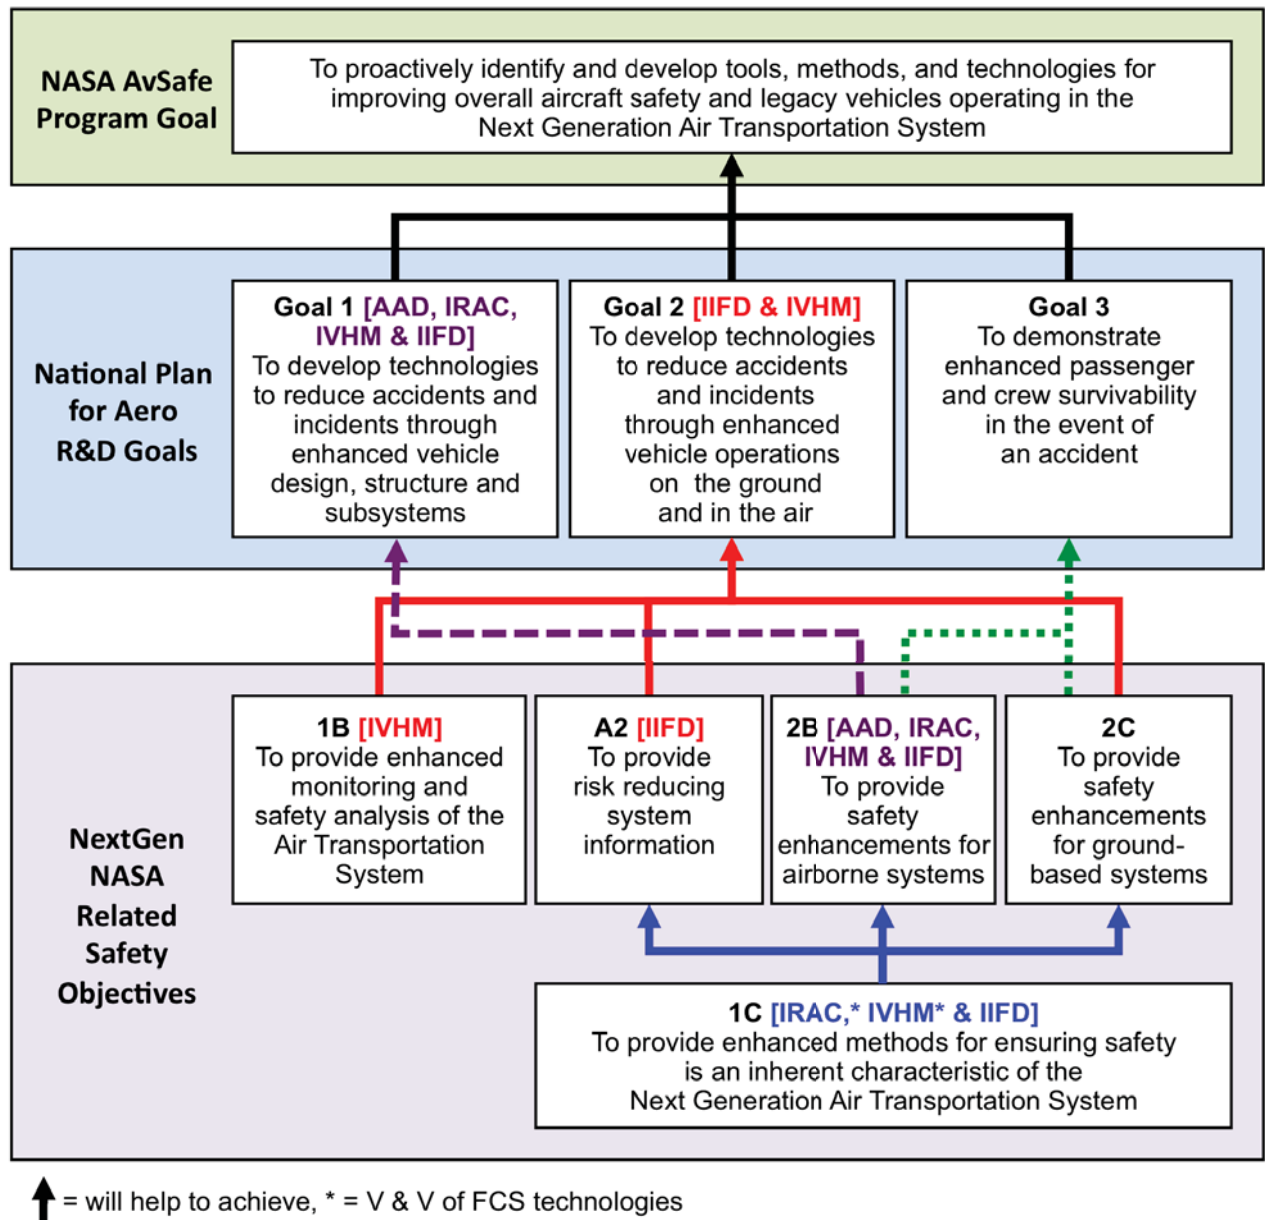 NASA AvSafe
Program Goal
To proactively identify and develop tools, methods, and technologies for
improving overall aircraft safety and legacy vehicles operating in the
Next Generation Air Transportation System
National Plan
for Aero
R&D Goals
Goal 1 [AAD, IRAC,
IVHM & IIFD]
To develop technologies
to reduce accidents and
incidents through
enhanced vehicle
design, structure and
subsystems
Goal 2 [IIFD & IVHM]
To develop technologies
to reduce accidents
and incidents
through enhanced
vehicle operations
on the ground
and in the air
Goal 3
To demonstrate
enhanced passenger
and crew survivability
in the event of
an accident
NextGen
NASA
Related
Safety
Objectives
1B [IVHM]
To provide enhanced
monitoring and
safety analysis of the
Air Transportation
System
A2 [IIFD]
To provide
risk reducing
system
information
2B [AAD, IRAC,
IVHM & IIFD]
To provide
safety
enhancements for
airborne systems
2C
To provide
safety
enhancements
for ground-
based systems
1C [IRAC,* IVHM* & IIFD]
To provide enhanced methods for ensuring safety
is an inherent characteristic of the
Next Generation Air Transportation System
= will help to achieve, * = V & V of FCS technologies